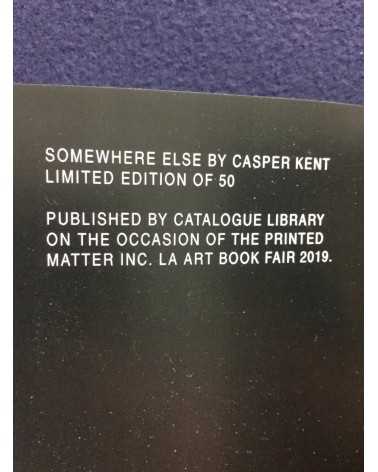 SOMEWHERE ELSE BY CASPER KENT
LIMITED EDITION OF 50
PUBLISHED BY CATALOGUE LIBRARY
ON THE OCCASION OF THE PRINTED
MATTER INC. LA ART BOOK FAIR 2019.